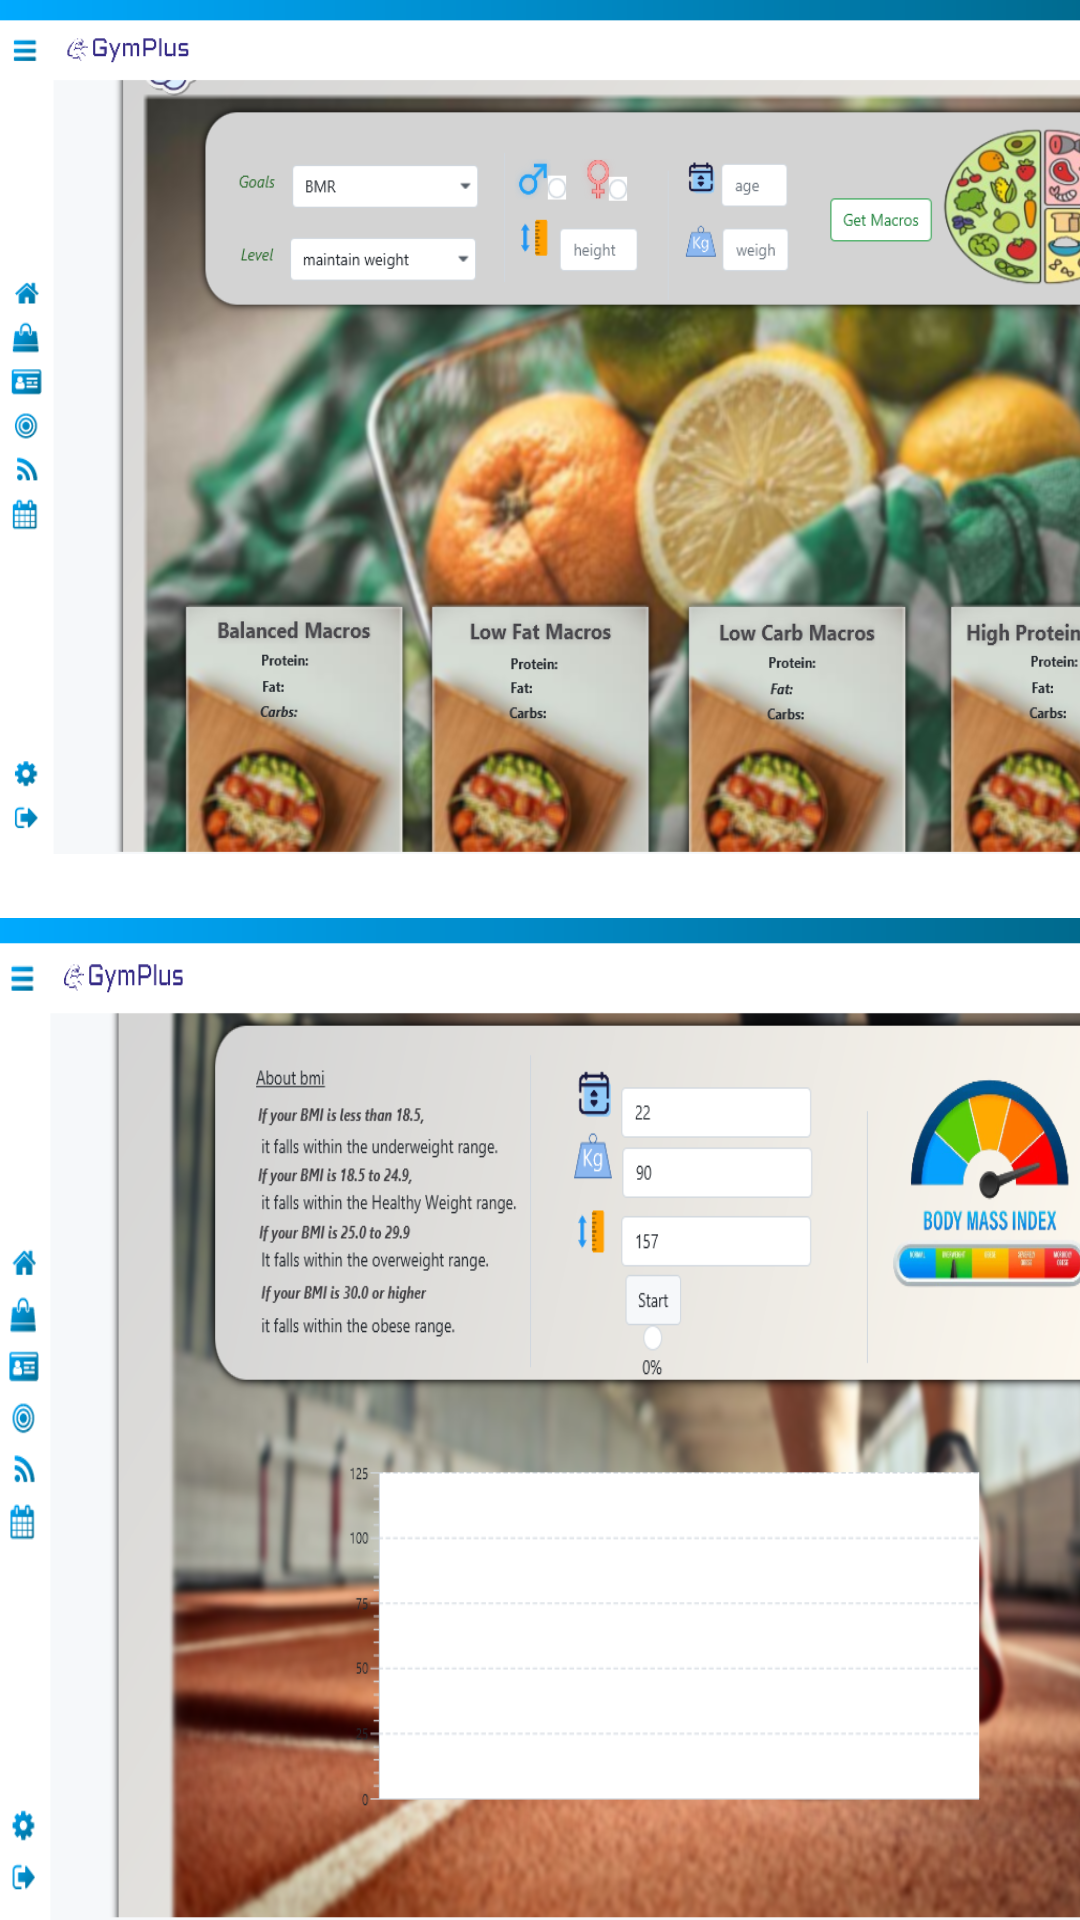 GymPlus
Goals
BMR
age
Get Macros
Level
maintain weight
height
Kg
weigh
Balanced Macros
Protein:
Fat:
Carbs:
Low Fat Macros
Protein:
Fat:
Carbs:
Low Carb Macros
Protein:
Fat:
Carbs:
High Protein
Protein:
Fat:
Carbs:
GymPlus
About bmi
If your BMI is less than 18.5,
it falls within the underweight range.
If your BMI is 18.5 to 24.9,
it falls within the Healthy Weight range.
If your BMI is 25.0 to 29.9
It falls within the overweight range.
If your BMI is 30.0 or higher
it falls within the obese range.
22
Kg
90
157
Start
0%
BODY MASS INDEX
125
100
75
50
25
0